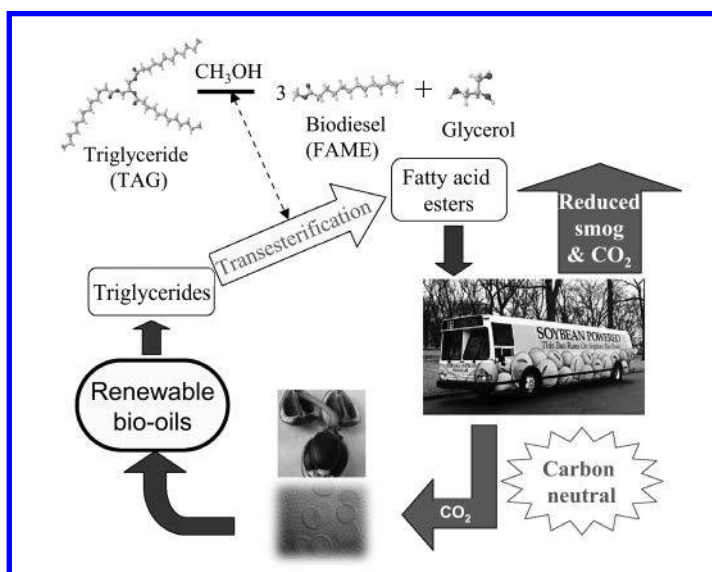 CH₃OH
3
+
Triglyceride
(TAG)
Biodiesel
(FAME)
Glycerol
Fatty acid
esters
Reduced
smog
& CO₂
Transesterification
Triglycerides
SOYBEAN POWERED
Renewable
bio-oils
Carbon
neutral
CO₂